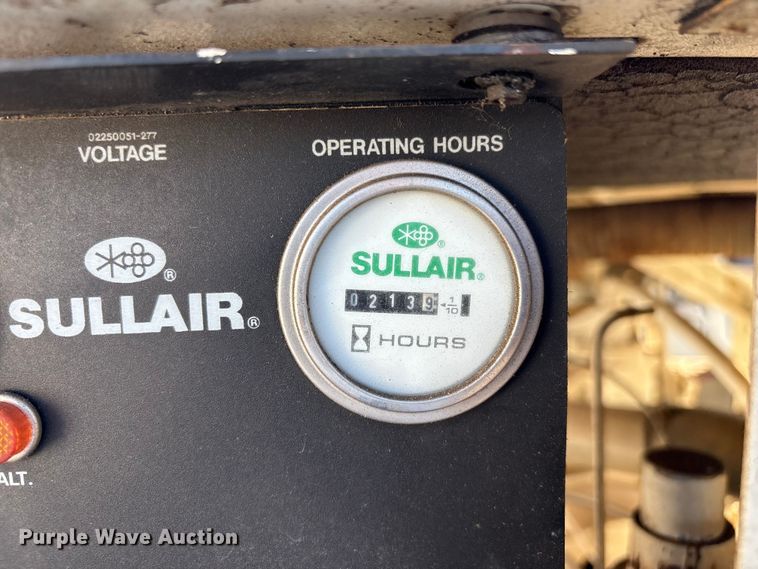 02250051-277
VOLTAGE
OPERATING HOURS
SULLAIR®
02139 1/10
HOURS
SULLAIR®
ALT.
Purple Wave Auction